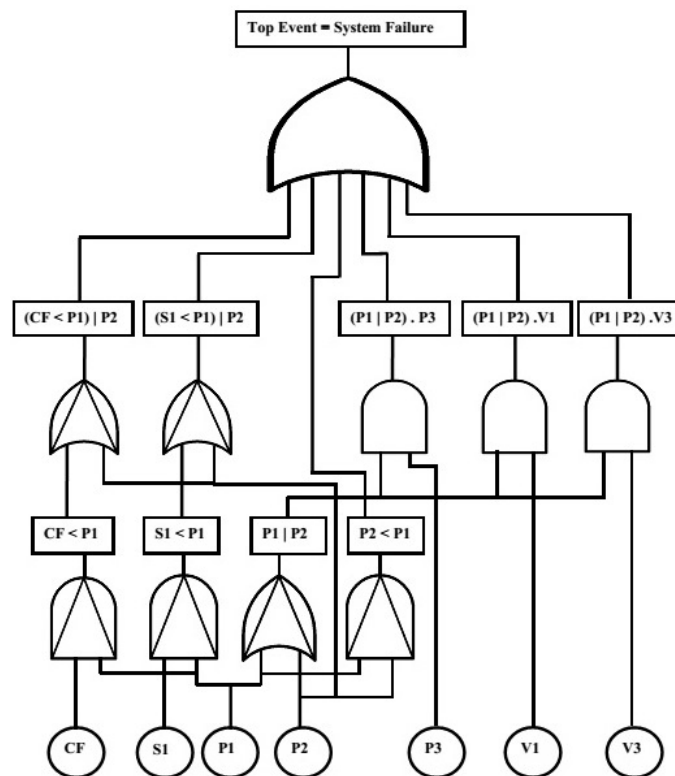 Top Event = System Failure
(CF < P1) | P2
(S1 < P1) | P2
(P1 | P2) . P3
(P1 | P2) .V1
(P1 | P2) .V3
CF < P1
S1 < P1
P1 | P2
P2 < P1
CF
S1
P1
P2
P3
V1
V3